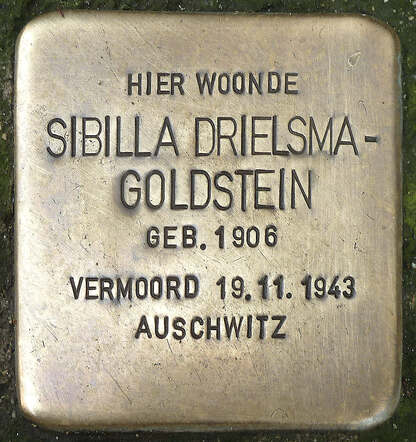 HIER WOONDE
SIBILLA DRIELSMA-
GOLDSTEIN
GEB. 1906
VERMOORD 19.11.1943
AUSCHWITZ